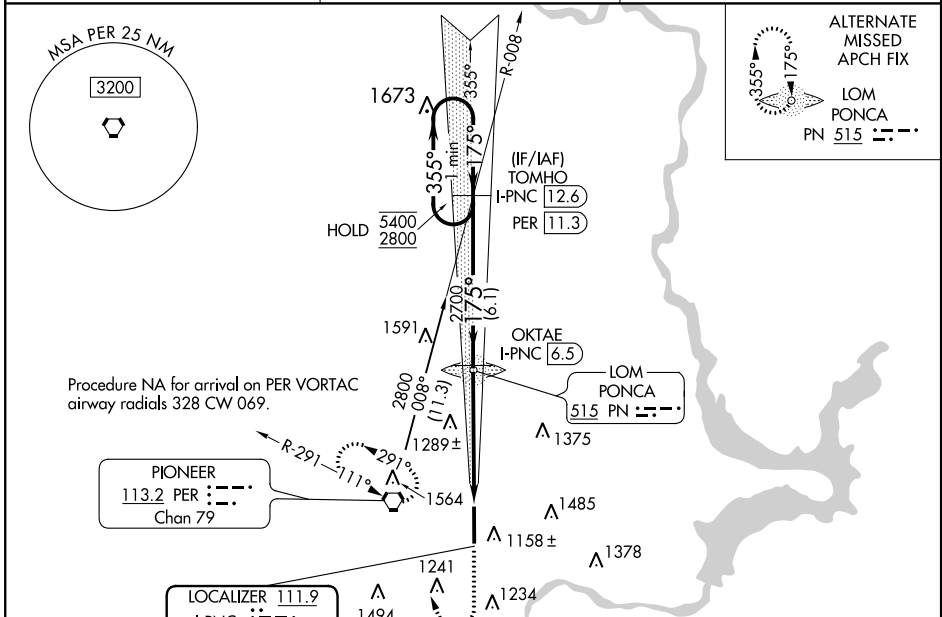 MSA PER 25 NM
3200
1673
355°
1 min
175°
355°
R-008
HOLD
5400
2800
(IF/IAF)
TOMHO
I-PNC 12.6
PER 11.3
ALTERNATE
MISSED
APCH FIX
355°
175°
LOM
PONCA
PN 515
2700
175°
(6.1)
1591
OKTAE
I-PNC 6.5
LOM
PONCA
515 PN
Procedure NA for arrival on PER VORTAC
airway radials 328 CW 069.
2800
008°
(11.3)
1289±
1375
R-291
111°
291°
1564
PIONEER
113.2 PER
Chan 79
1485
1158±
1378
1241
1234
LOCALIZER 111.9
1494